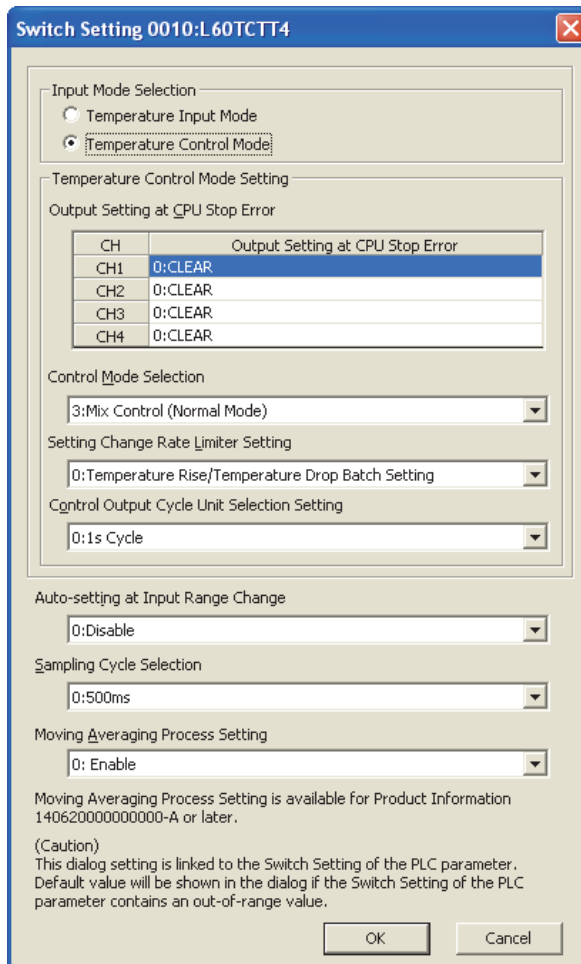 Switch Setting 0010:L60TCTT4
Input Mode Selection
Temperature Input Mode
Temperature Control Mode
Temperature Control Mode Setting
Output Setting at CPU Stop Error
CH Output Setting at CPU Stop Error
CH1 0:CLEAR
CH2 0:CLEAR
CH3 0:CLEAR
CH4 0:CLEAR
Control Mode Selection
3:Mix Control (Normal Mode)
Setting Change Rate Limiter Setting
0:Temperature Rise/Temperature Drop Batch Setting
Control Output Cycle Unit Selection Setting
0:1s Cycle
Auto-setting at Input Range Change
0:Disable
Sampling Cycle Selection
0:500ms
Moving Averaging Process Setting
0: Enable
Moving Averaging Process Setting is available for Product Information
140620000000000-A or later.
(Caution)
This dialog setting is linked to the Switch Setting of the PLC parameter.
Default value will be shown in the dialog if the Switch Setting of the PLC
parameter contains an out-of-range value.
OK Cancel